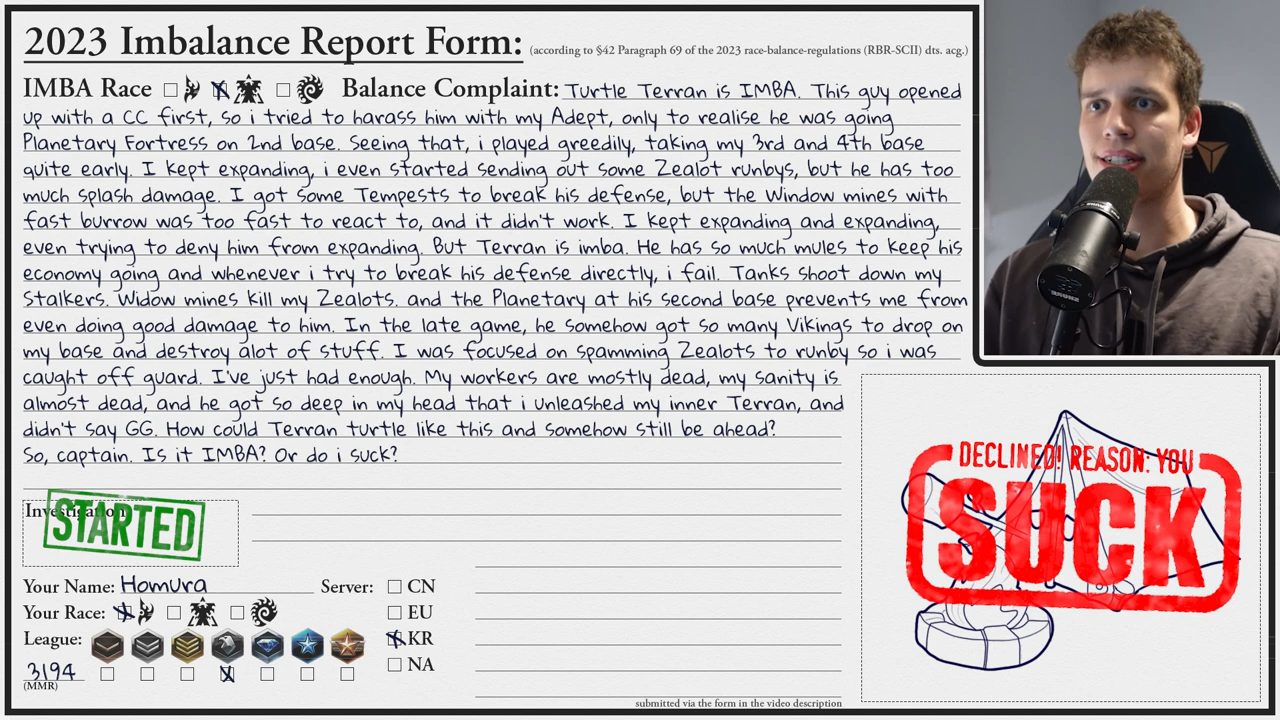 2023 Imbalance Report Form: (according to §42 Paragraph 69 of the 2023 race-balance-regulations (RBR-SCII) dts. acg.)
IMBA Race Balance Complaint: Turtle Terran is IMBA. This guy opened
up with a CC first, so i tried to harass him with my Adept, only to realise he was going
Planetary Fortress on 2nd base. Seeing that, i played greedily, taking my 3rd and 4th base
quite early. I kept expanding, i even started sending out some Zealot runbys, but he has too
much splash damage. I got some Tempests to break his defense, but the Window mines with
fast burrow was too fast to react to, and it didn't work. I kept expanding and expanding,
even trying to deny him from expanding. But Terran is imba. He has so much mules to keep his
economy going and whenever i try to break his defense directly, i fail. Tanks shoot down my
Stalkers. Widow mines kill my Zealots. and the Planetary at his second base prevents me from
even doing good damage to him. In the late game, he somehow got so many Vikings to drop on
my base and destroy alot of stuff. I was focused on spamming Zealots to runby so i was
caught off guard. I've just had enough. My workers are mostly dead, my sanity is
almost dead, and he got so deep in my head that i unleashed my inner Terran, and
didn't say GG. How could Terran turtle like this and somehow still be ahead?
So, captain. Is it IMBA? Or do i suck?
Investigation
STARTED
DECLINED! REASON: YOU
SUCK
Your Name: Homura Server: CN
Your Race: EU
League: KR
3194 NA
(MMR)
submitted via the form in the video description